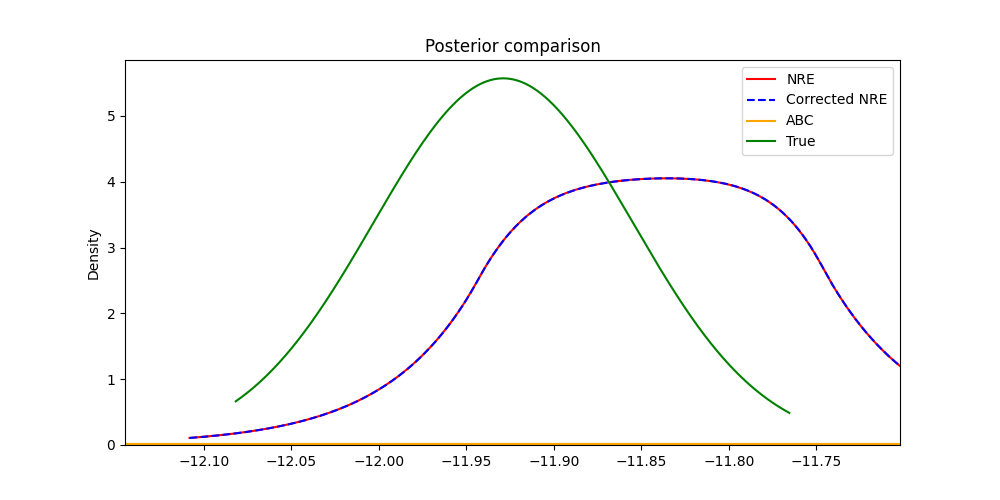 Posterior comparison
NRE
Corrected NRE
ABC
True
Density
5
4
3
2
1
0
−12.10 −12.05 −12.00 −11.95 −11.90 −11.85 −11.80 −11.75